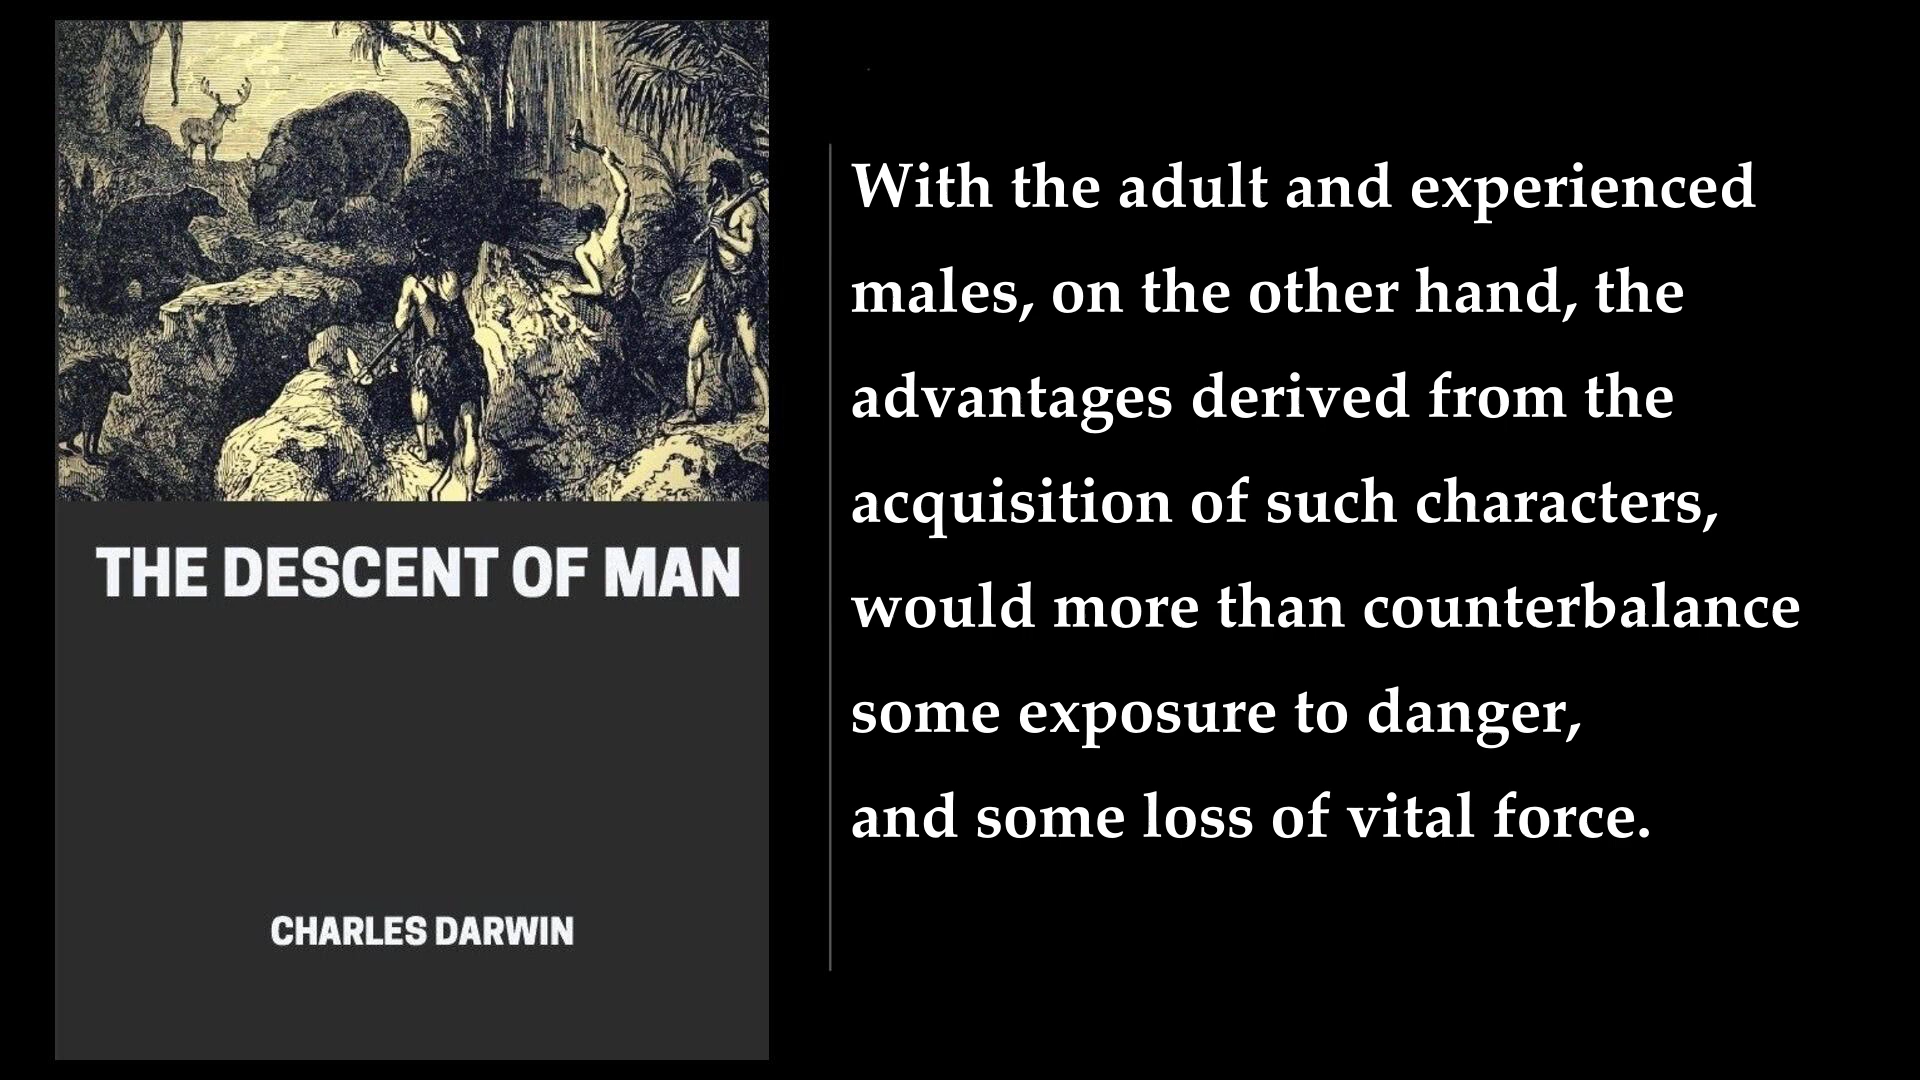 THE DESCENT OF MAN
CHARLES DARWIN
With the adult and experienced
males, on the other hand, the
advantages derived from the
acquisition of such characters,
would more than counterbalance
some exposure to danger,
and some loss of vital force.